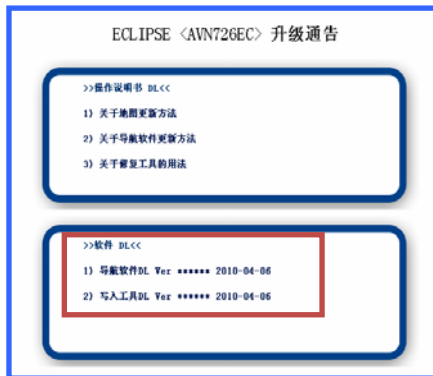 ECLIPSE <AVN726EC> 升级通告
>>操作说明书 DL<<
1) 关于地图更新方法
2) 关于导航软件更新方法
3) 关于修复工具的用法
>>软件 DL<<
1) 导航软件DL Ver ****** 2010-04-06
2) 写入工具DL Ver ****** 2010-04-06